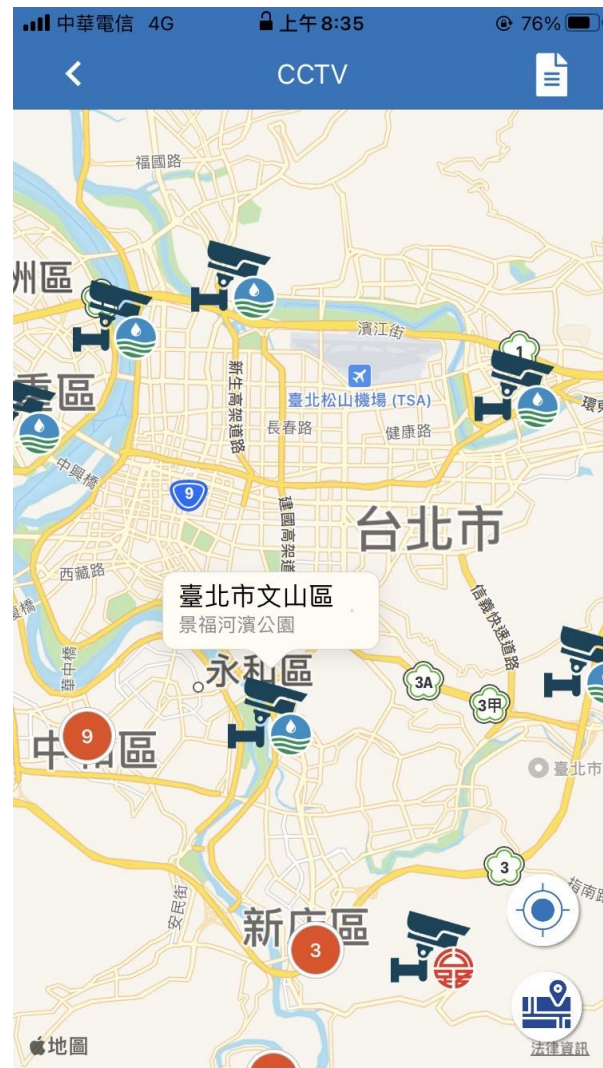 中華電信 4G
上午8:35
76%
CCTV
福國路
洲區
濱江街
1
環東
重區
臺北松山機場 (TSA)
新生高架道路
長春路
健康路
中興橋
9
建國高架道
台北市
西藏路
臺北市文山區
景福河濱公園
信義快速道路
華中橋
永和區
3A
3甲
9
中和區
臺北市
3
指南路
安民街
新店區
3
地圖
法律資訊